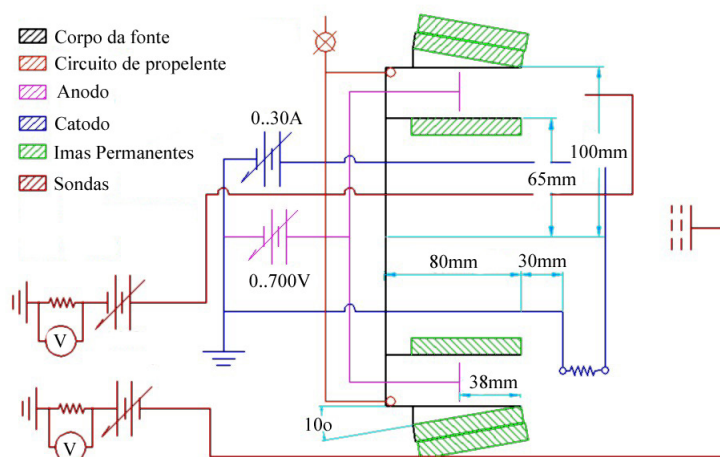 Corpo da fonte
Circuito de propelente
Anodo
Catodo
Imas Permanentes
Sondas
0..30A
100mm
65mm
0..700V
80mm
30mm
V
38mm
10o
V